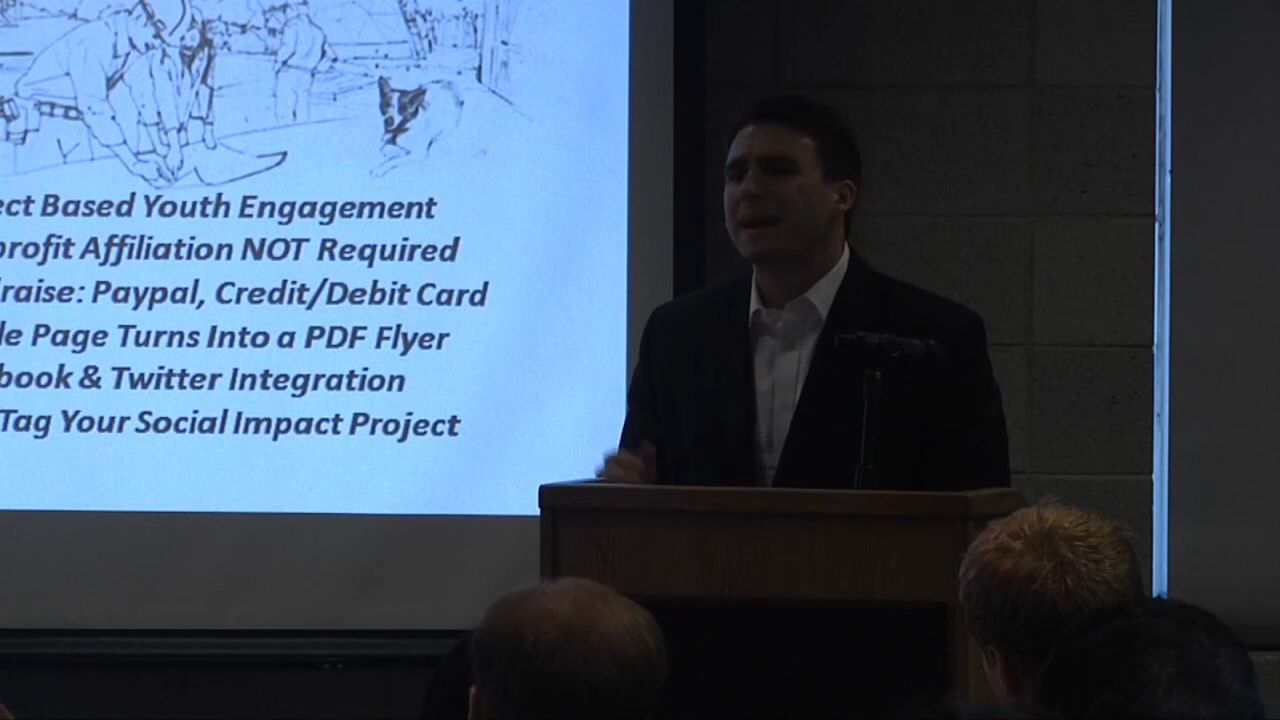 ect Based Youth Engagement
profit Affiliation NOT Required
raise: Paypal, Credit/Debit Card
le Page Turns Into a PDF Flyer
book & Twitter Integration
Tag Your Social Impact Project